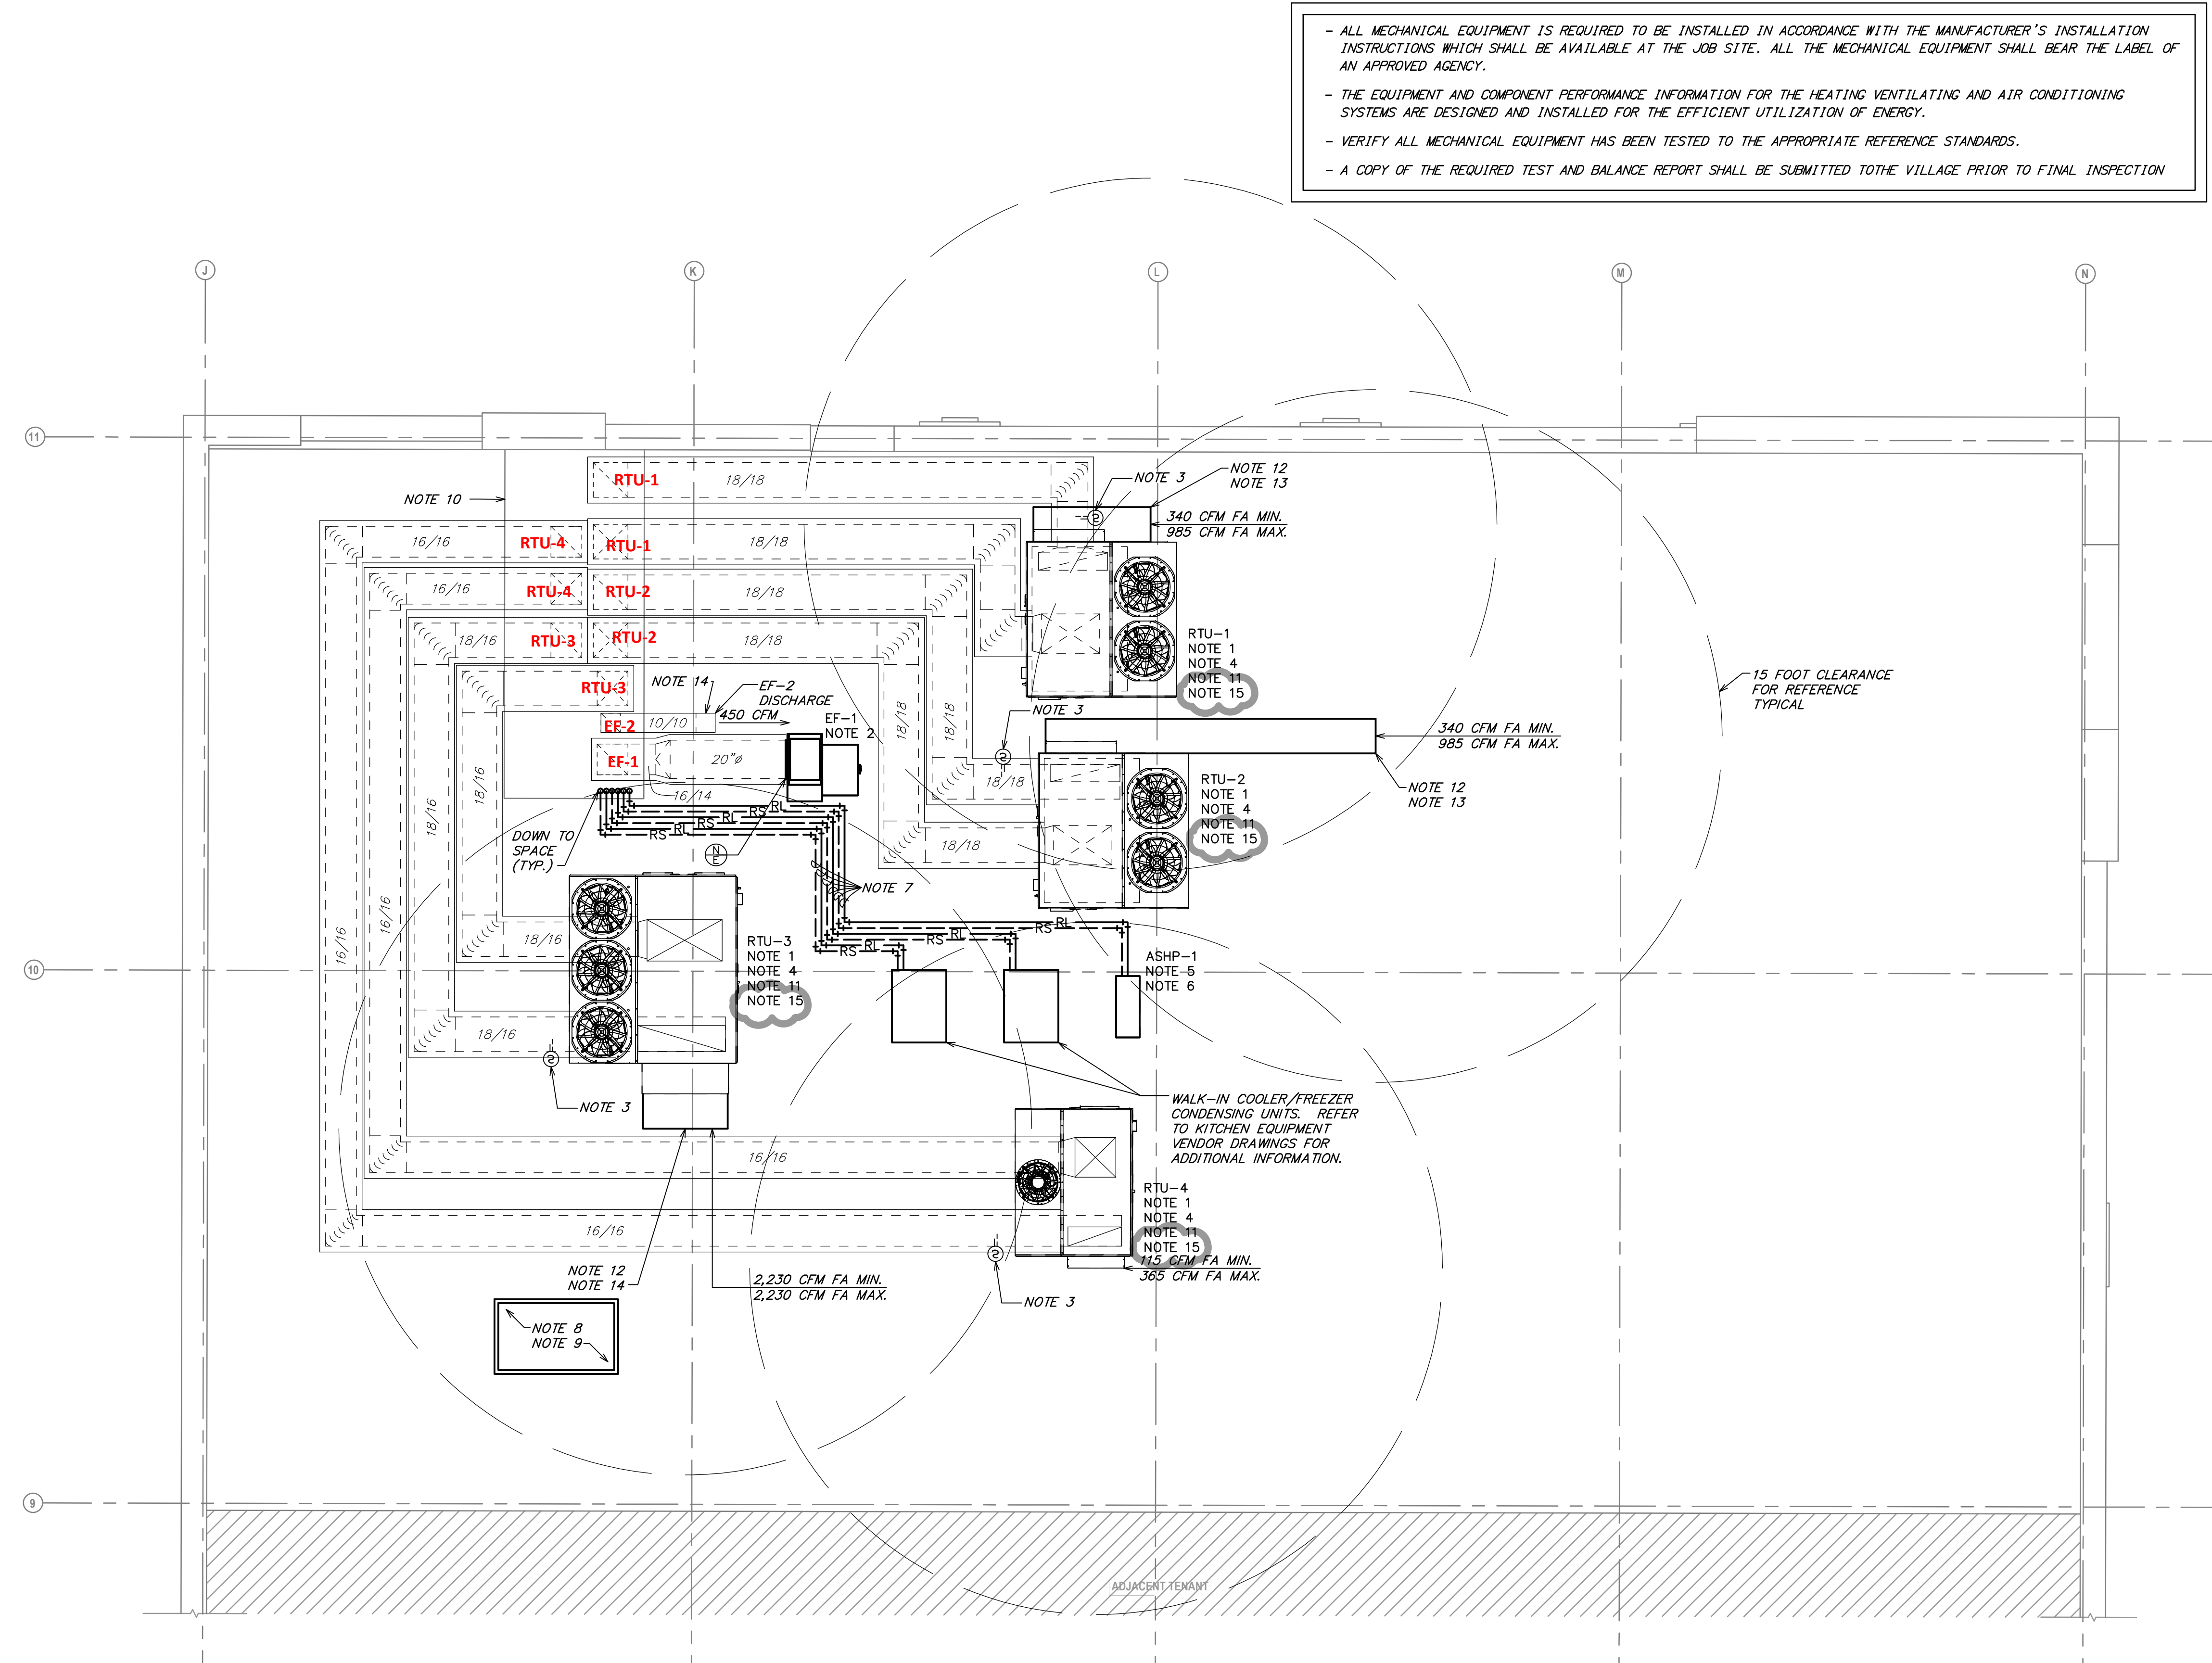 - ALL MECHANICAL EQUIPMENT IS REQUIRED TO BE INSTALLED IN ACCORDANCE WITH THE MANUFACTURER'S INSTALLATION
INSTRUCTIONS WHICH SHALL BE AVAILABLE AT THE JOB SITE. ALL THE MECHANICAL EQUIPMENT SHALL BEAR THE LABEL OF
AN APPROVED AGENCY.
- THE EQUIPMENT AND COMPONENT PERFORMANCE INFORMATION FOR THE HEATING VENTILATING AND AIR CONDITIONING
SYSTEMS ARE DESIGNED AND INSTALLED FOR THE EFFICIENT UTILIZATION OF ENERGY.
- VERIFY ALL MECHANICAL EQUIPMENT HAS BEEN TESTED TO THE APPROPRIATE REFERENCE STANDARDS.
- A COPY OF THE REQUIRED TEST AND BALANCE REPORT SHALL BE SUBMITTED TOTHE VILLAGE PRIOR TO FINAL INSPECTION
J
K
L
M
N
11
RTU-1
18/18
NOTE 10
NOTE 3
NOTE 12
NOTE 13
340 CFM FA MIN.
985 CFM FA MAX.
16/16
RTU-4
RTU-1
18/18
16/16
RTU-4
RTU-2
18/18
18/16
RTU-3
RTU-2
18/18
RTU-1
NOTE 1
NOTE 4
NOTE 11
NOTE 15
RTU-3
NOTE 14
EF-2
DISCHARGE
450 CFM
EF-2
10/10
EF-1
NOTE 2
EF-1
20"ø
16/14
18/18
18/18
NOTE 3
15 FOOT CLEARANCE
FOR REFERENCE
TYPICAL
340 CFM FA MIN.
985 CFM FA MAX.
NOTE 12
NOTE 13
18/18
RTU-2
NOTE 1
NOTE 4
NOTE 11
NOTE 15
18/18
18/16
18/16
16/16
16/16
DOWN TO
SPACE
(TYP.)
RS
RL
RS
RL
RS
RL
N
E
NOTE 7
RL
RS
RL
RS
RL
RS
18/16
RTU-3
NOTE 1
NOTE 4
NOTE 11
NOTE 15
10
ASHP-1
NOTE 5
NOTE 6
18/16
NOTE 3
WALK-IN COOLER/FREEZER
CONDENSING UNITS. REFER
TO KITCHEN EQUIPMENT
VENDOR DRAWINGS FOR
ADDITIONAL INFORMATION.
16/16
RTU-4
NOTE 1
NOTE 4
NOTE 11
NOTE 15
16/16
115 CFM FA MIN.
365 CFM FA MAX.
NOTE 12
NOTE 14
2,230 CFM FA MIN.
2,230 CFM FA MAX.
NOTE 3
NOTE 8
NOTE 9
9
ADJACENT TENANT